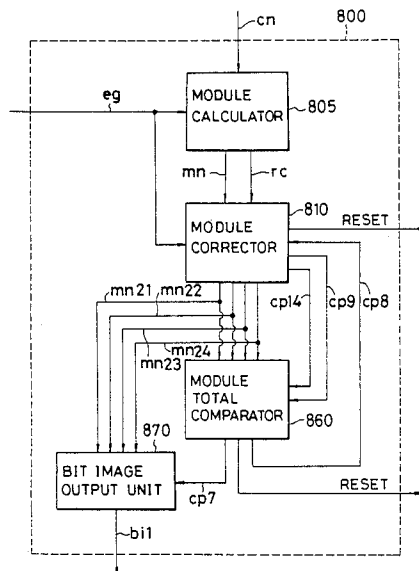 cn
800
eg
MODULE
CALCULATOR
805
mn
rc
810
MODULE
CORRECTOR
RESET
mn21
mn22
mn23
mn24
cp14
cp9
cp8
MODULE
TOTAL
COMPARATOR
860
870
BIT IMAGE
OUTPUT UNIT
cp7
RESET
bi1